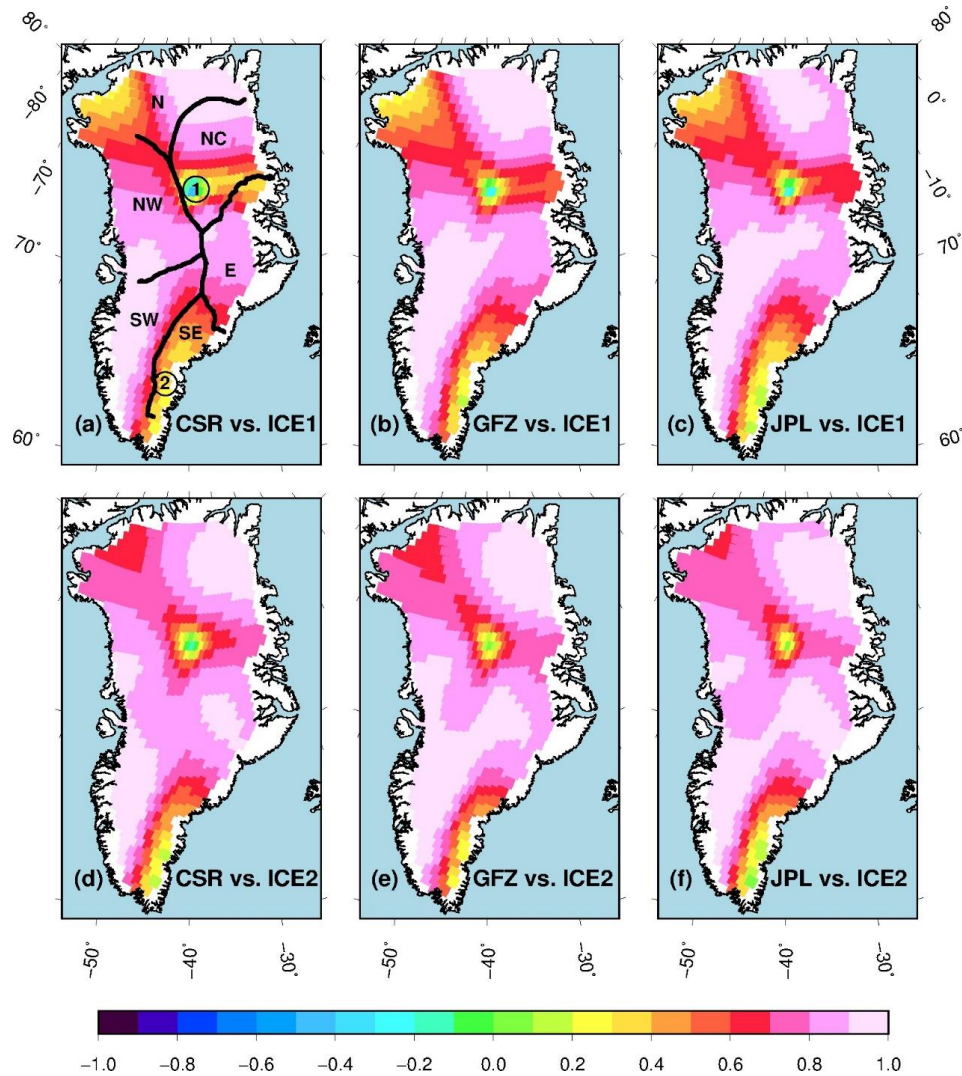 80° 80°
-80° 0°
-70° -10°
70° 70°
60° 60°
N
NC
1
NW
E
SW
SE
2
(a) CSR vs. ICE1
(b) GFZ vs. ICE1
(c) JPL vs. ICE1
(d) CSR vs. ICE2
(e) GFZ vs. ICE2
(f) JPL vs. ICE2
-50° -40° -30° -50° -40° -30° -50° -40° -30°
-1.0 -0.8 -0.6 -0.4 -0.2 0.0 0.2 0.4 0.6 0.8 1.0